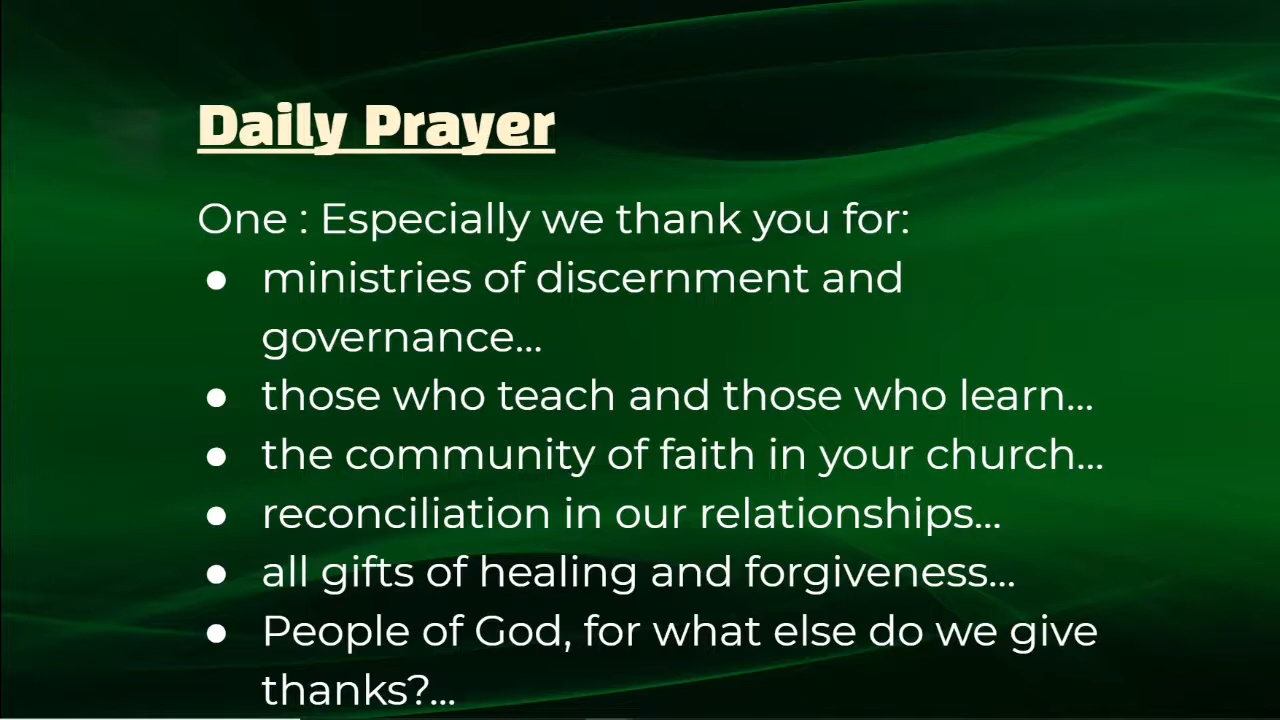 Daily Prayer
One : Especially we thank you for:
● ministries of discernment and
governance...
● those who teach and those who learn...
● the community of faith in your church...
● reconciliation in our relationships...
● all gifts of healing and forgiveness...
● People of God, for what else do we give
thanks?...